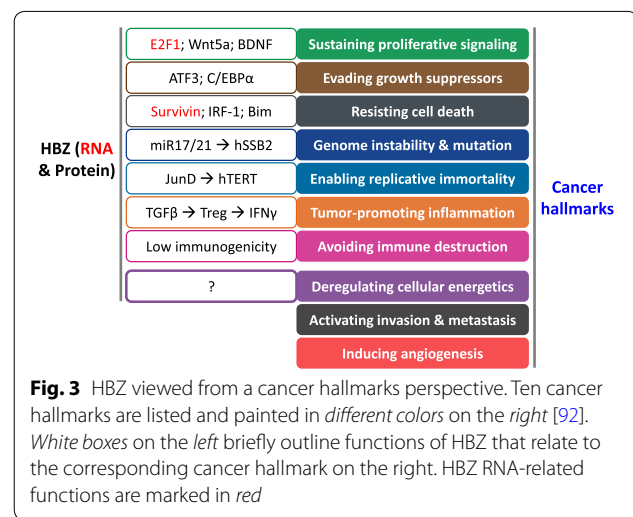 E2F1; Wnt5a; BDNF Sustaining proliferative signaling
ATF3; C/EBPα Evading growth suppressors
Survivin; IRF-1; Bim Resisting cell death
HBZ (RNA
& Protein)
miR17/21 → hSSB2 Genome instability & mutation
JunD → hTERT Enabling replicative immortality
TGFβ → Treg → IFNγ Tumor-promoting inflammation
Low immunogenicity Avoiding immune destruction
? Deregulating cellular energetics
Activating invasion & metastasis
Inducing angiogenesis
Cancer
hallmarks
Fig. 3 HBZ viewed from a cancer hallmarks perspective. Ten cancer
hallmarks are listed and painted in different colors on the right [92].
White boxes on the left briefly outline functions of HBZ that relate to
the corresponding cancer hallmark on the right. HBZ RNA-related
functions are marked in red